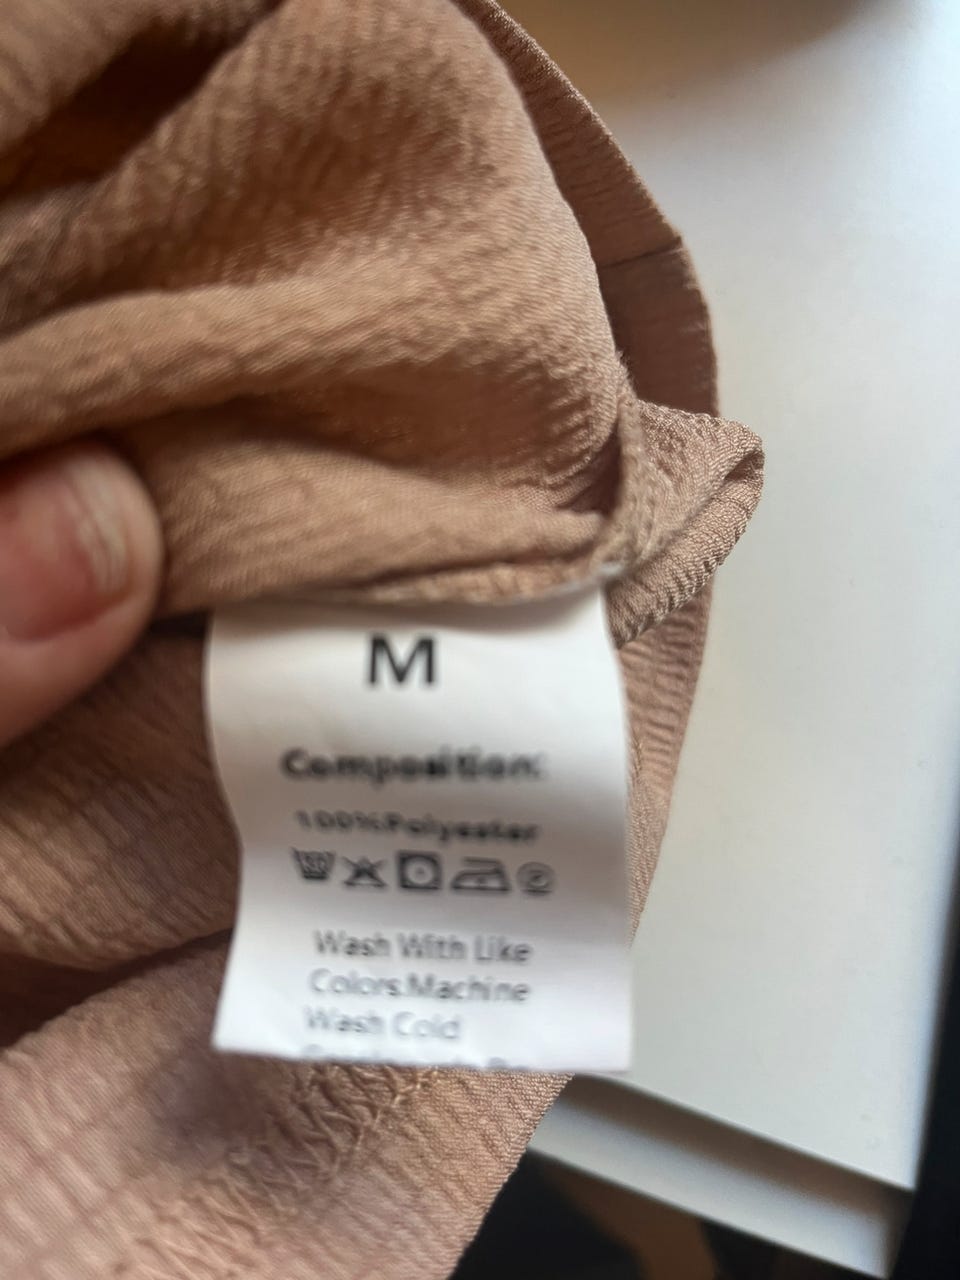 M
Composition:
100%Polyester
Wash With Like
Colors.Machine
Wash Cold